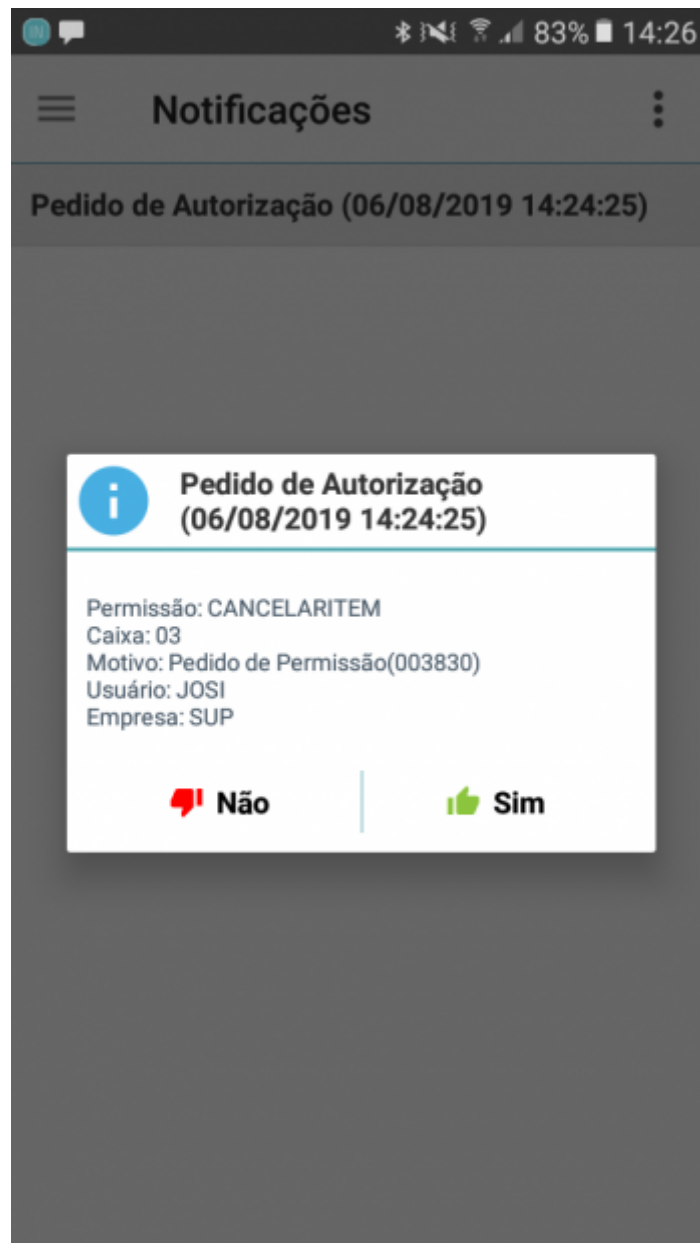 IN
83% 14:26
Notificações
Pedido de Autorização (06/08/2019 14:24:25)
Pedido de Autorização
(06/08/2019 14:24:25)
Permissão: CANCELARITEM
Caixa: 03
Motivo: Pedido de Permissão(003830)
Usuário: JOSI
Empresa: SUP
Não
Sim